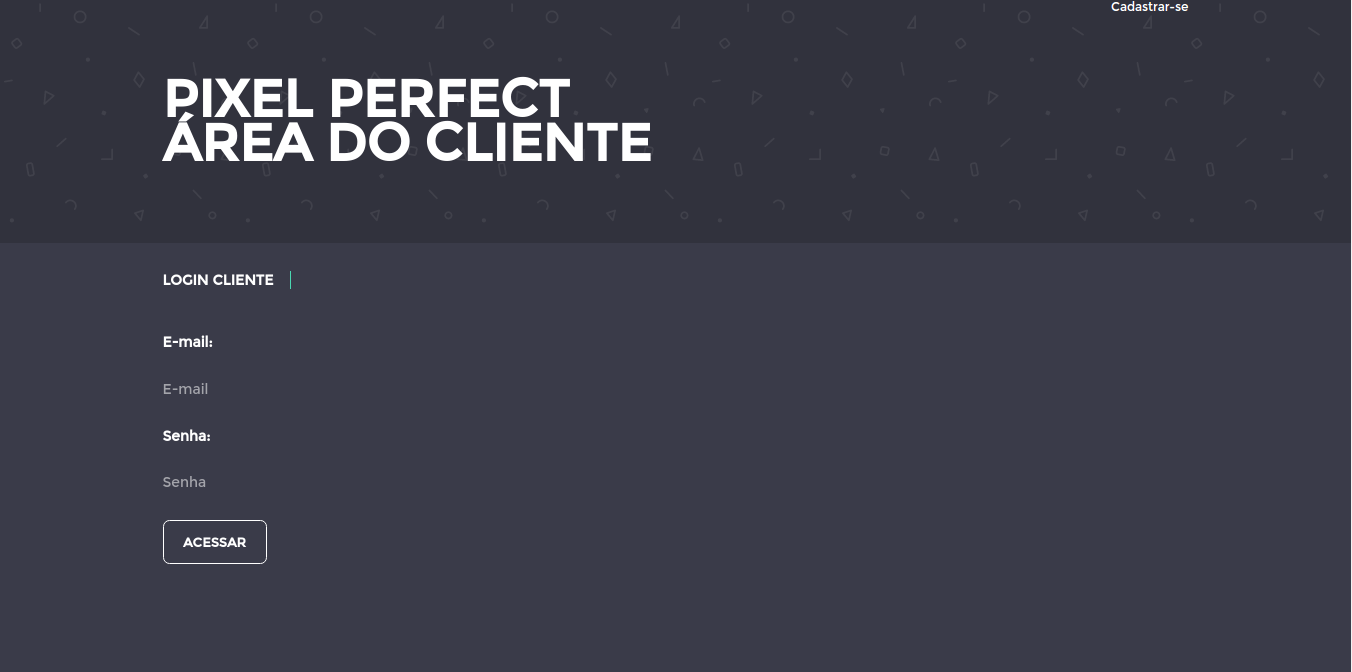 Cadastrar-se
PIXEL PERFECT
ÁREA DO CLIENTE
LOGIN CLIENTE
E-mail:
E-mail
Senha:
Senha
ACESSAR